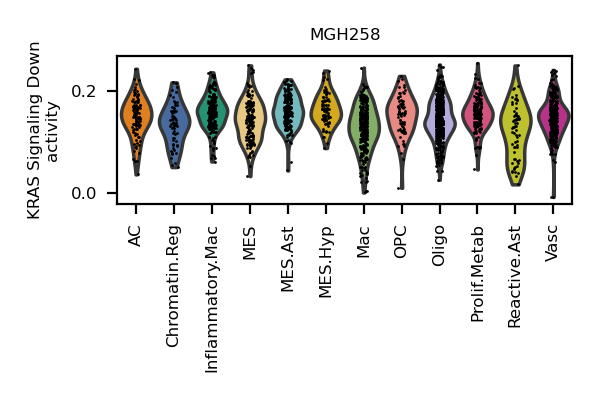 MGH258
KRAS Signaling Down
activity
0.2
0.0
AC
Chromatin.Reg
Inflammatory.Mac
MES
MES.Ast
MES.Hyp
Mac
OPC
Oligo
Prolif.Metab
Reactive.Ast
Vasc